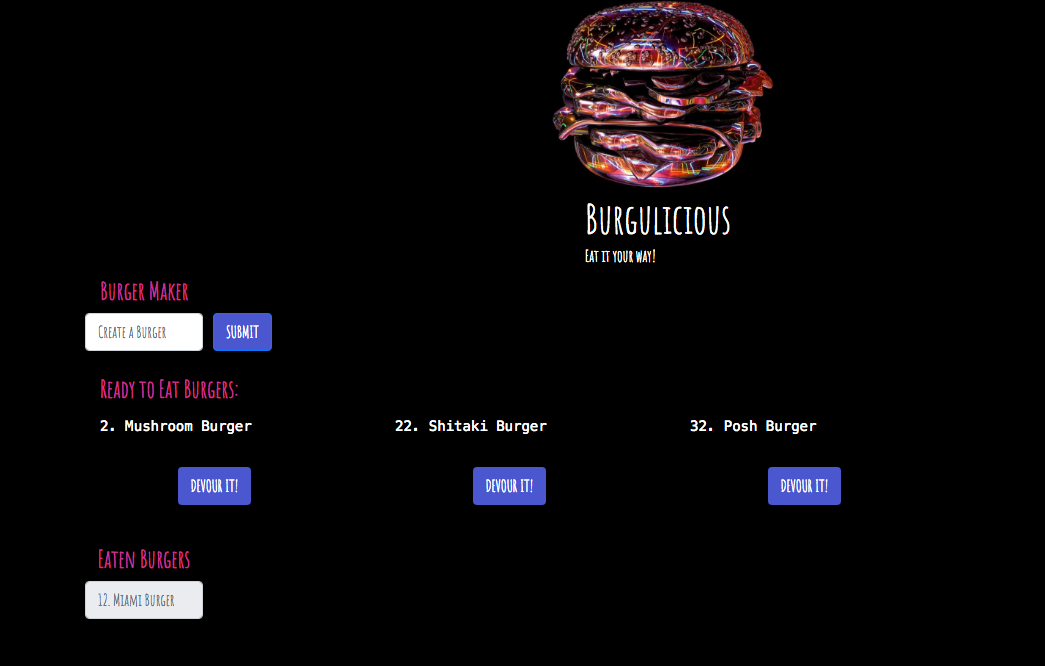 Burgulicious
Eat it your way!
Burger Maker
Create a Burger SUBMIT
Ready to Eat Burgers:
2. Mushroom Burger 22. Shitaki Burger 32. Posh Burger
DEVOUR IT! DEVOUR IT! DEVOUR IT!
Eaten Burgers
12. Miami Burger